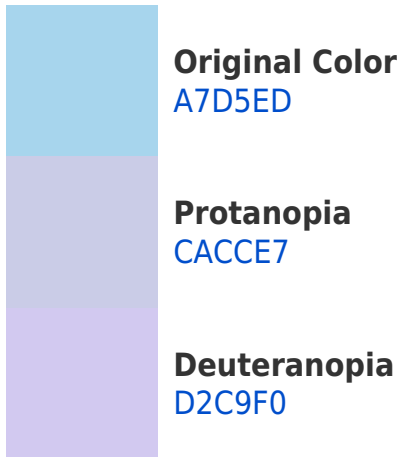 Original Color
A7D5ED
Protanopia
CACCE7
Deuteranopia
D2C9F0